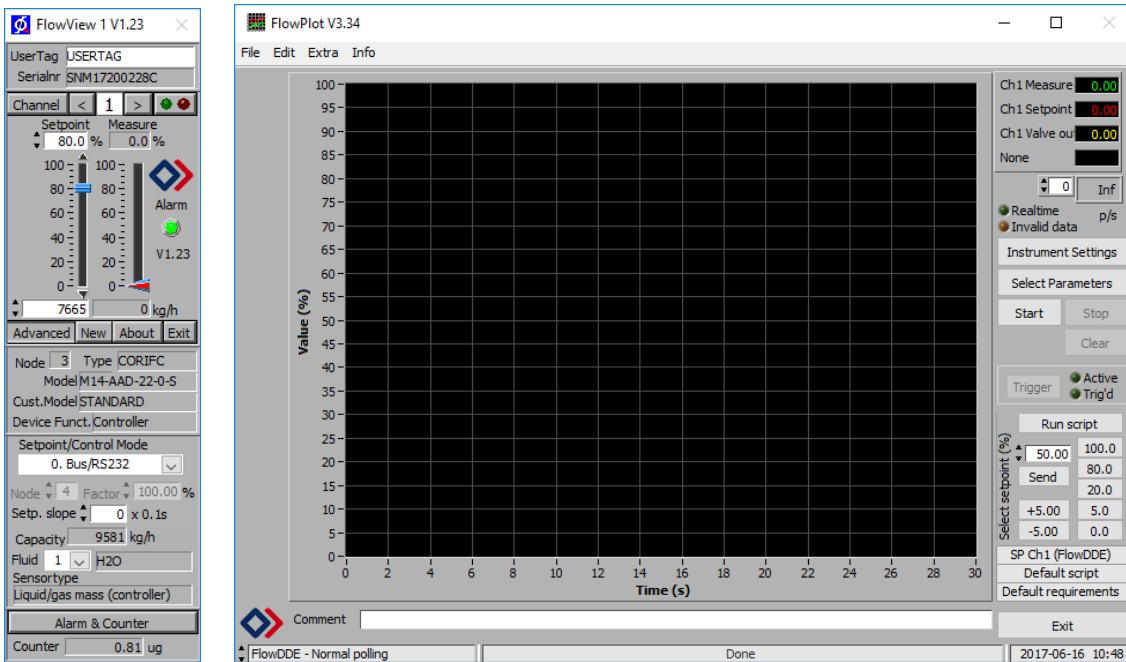 FlowView 1 V1.23
UserTag USERTAG
Serialnr SNM17200228C
Channel < 1 >
Setpoint Measure
80.0 % 0.0 %
100 100
80 80
60 60
40 40
20 20
0 0
Alarm
V1.23
7665 0 kg/h
Advanced New About Exit
Node 3 Type CORIFC
Model M14-AAD-22-0-S
Cust.Model STANDARD
Device Funct. Controller
Setpoint/Control Mode
0. Bus/RS232
Node 4 Factor 100.00 %
Setp. slope 0 x 0.1s
Capacity 9581 kg/h
Fluid 1 H2O
Sensortype
Liquid/gas mass (controller)
Alarm & Counter
Counter 0.81 ug
FlowPlot V3.34
File Edit Extra Info
Value (%)
100
95
90
85
80
75
70
65
60
55
50
45
40
35
30
25
20
15
10
5
0
0 2 4 6 8 10 12 14 16 18 20 22 24 26 28 30
Time (s)
Ch1 Measure 0.00
Ch1 Setpoint 0.00
Ch1 Valve ou 0.00
None
0 Inf
Realtime p/s
Invalid data
Instrument Settings
Select Parameters
Start Stop
Clear
Trigger Active
Trig'd
Run script
Select setpoint (%)
50.00 100.0
Send 80.0
20.0
+5.00 5.0
-5.00 0.0
SP Ch1 (FlowDDE)
Default script
Default requirements
Comment
Exit
FlowDDE - Normal polling Done 2017-06-16 10:48